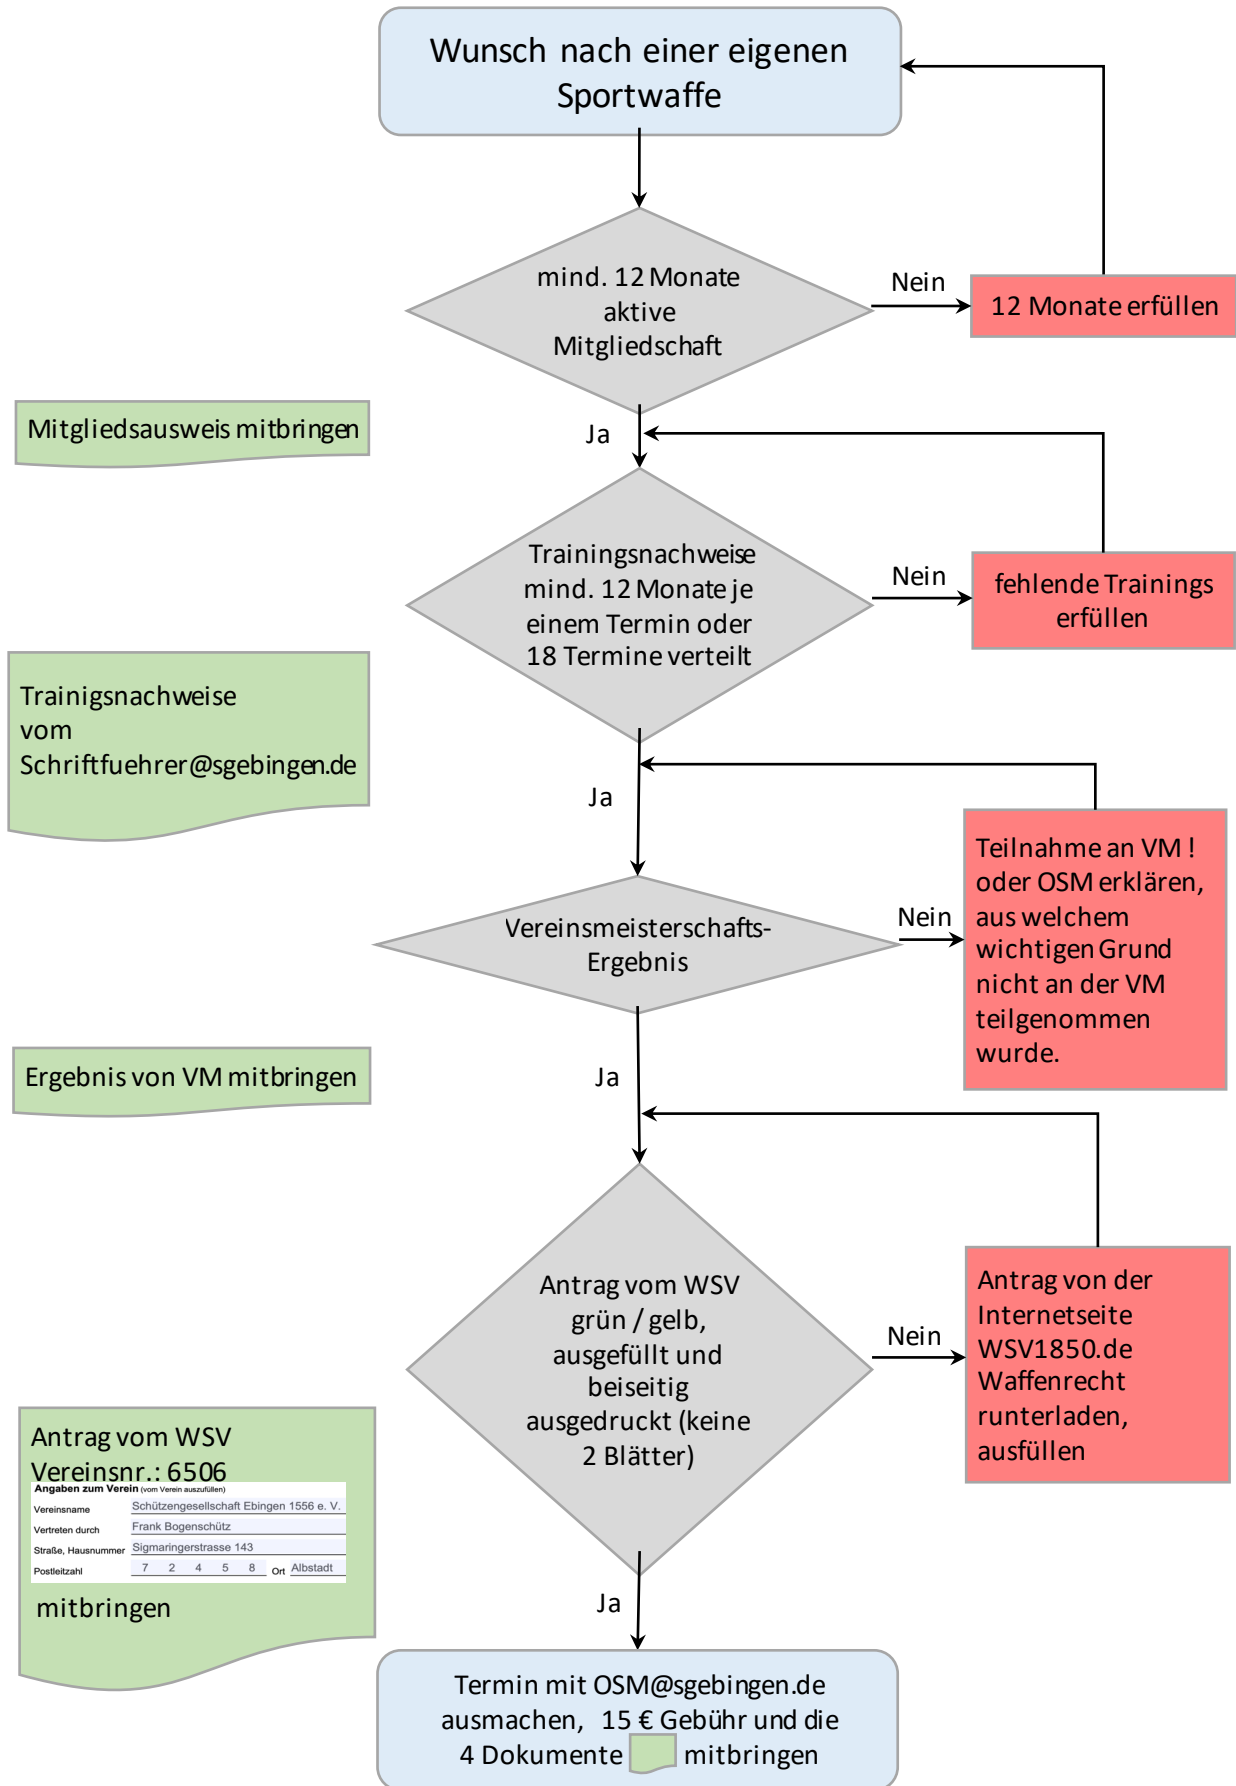 Wunsch nach einer eigenen
Sportwaffe
mind. 12 Monate
aktive
Mitgliedschaft
Nein
12 Monate erfüllen
Mitgliedsausweis mitbringen
Ja
Trainingsnachweise
mind. 12 Monate je
einem Termin oder
18 Termine verteilt
Nein
fehlende Trainings
erfüllen
Trainigsnachweise
vom
Schriftfuehrer@sgebingen.de
Ja
Vereinsmeisterschafts-
Ergebnis
Nein
Teilnahme an VM !
oder OSM erklären,
aus welchem
wichtigen Grund
nicht an der VM
teilgenommen
wurde.
Ergebnis von VM mitbringen
Ja
Antrag vom WSV
grün / gelb,
ausgefüllt und
beiseitig
ausgedruckt (keine
2 Blätter)
Nein
Antrag von der
Internetseite
WSV1850.de
Waffenrecht
runterladen,
ausfüllen
Antrag vom WSV
Vereinsnr.: 6506
Angaben zum Verein (vom Verein auszufüllen)
Vereinsname Schützengesellschaft Ebingen 1556 e. V.
Vertreten durch Frank Bogenschütz
Straße, Hausnummer Sigmaringerstrasse 143
Postleitzahl 7 2 4 5 8 Ort Albstadt
mitbringen
Ja
Termin mit OSM@sgebingen.de
ausmachen, 15 € Gebühr und die
4 Dokumente mitbringen